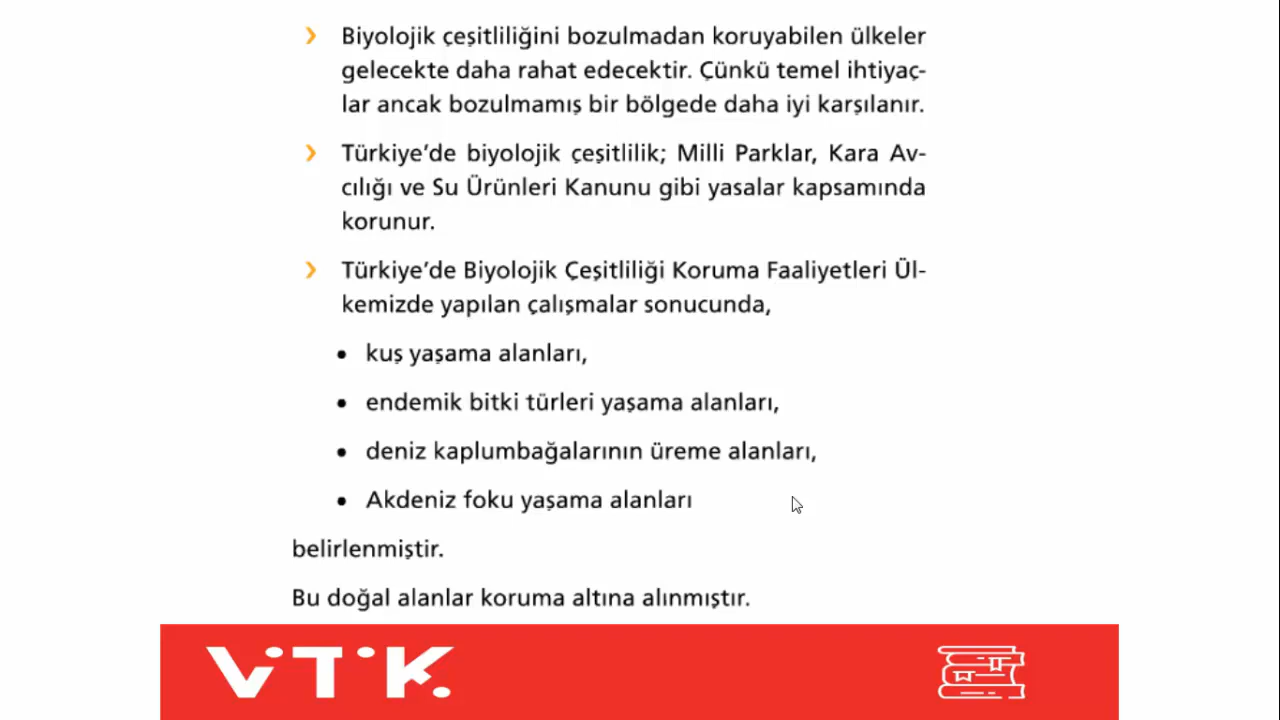 Biyolojik çeşitliliğini bozulmadan koruyabilen ülkeler
gelecekte daha rahat edecektir. Çünkü temel ihtiyaç-
lar ancak bozulmamış bir bölgede daha iyi karşılanır.
Türkiye'de biyolojik çeşitlilik; Milli Parklar, Kara Av-
cılığı ve Su Ürünleri Kanunu gibi yasalar kapsamında
korunur.
Türkiye'de Biyolojik Çeşitliliği Koruma Faaliyetleri Ül-
kemizde yapılan çalışmalar sonucunda,
• kuş yaşama alanları,
• endemik bitki türleri yaşama alanları,
• deniz kaplumbağalarının üreme alanları,
• Akdeniz foku yaşama alanları
belirlenmiştir.
Bu doğal alanlar koruma altına alınmıştır.
VİTİK.